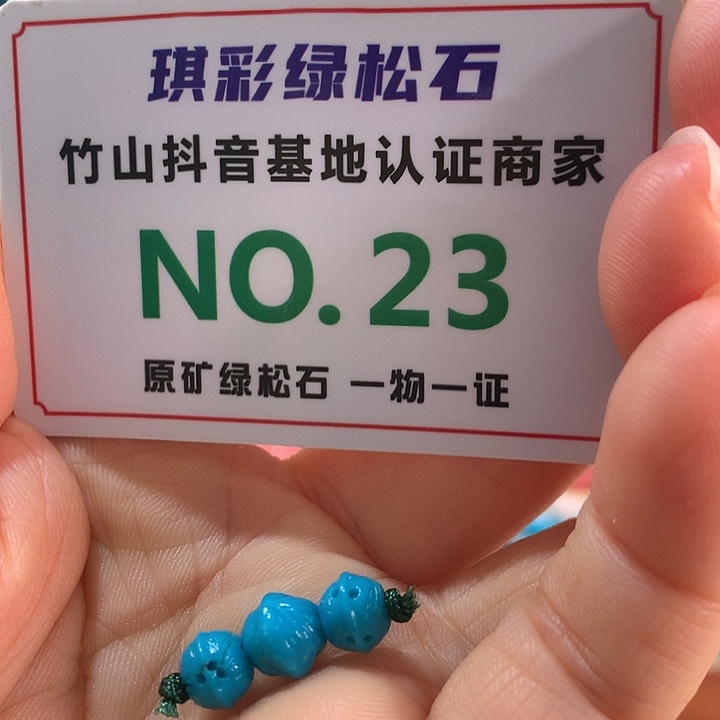 琪彩绿松石
竹山抖音基地认证商家
NO.23
原矿绿松石 一物一证